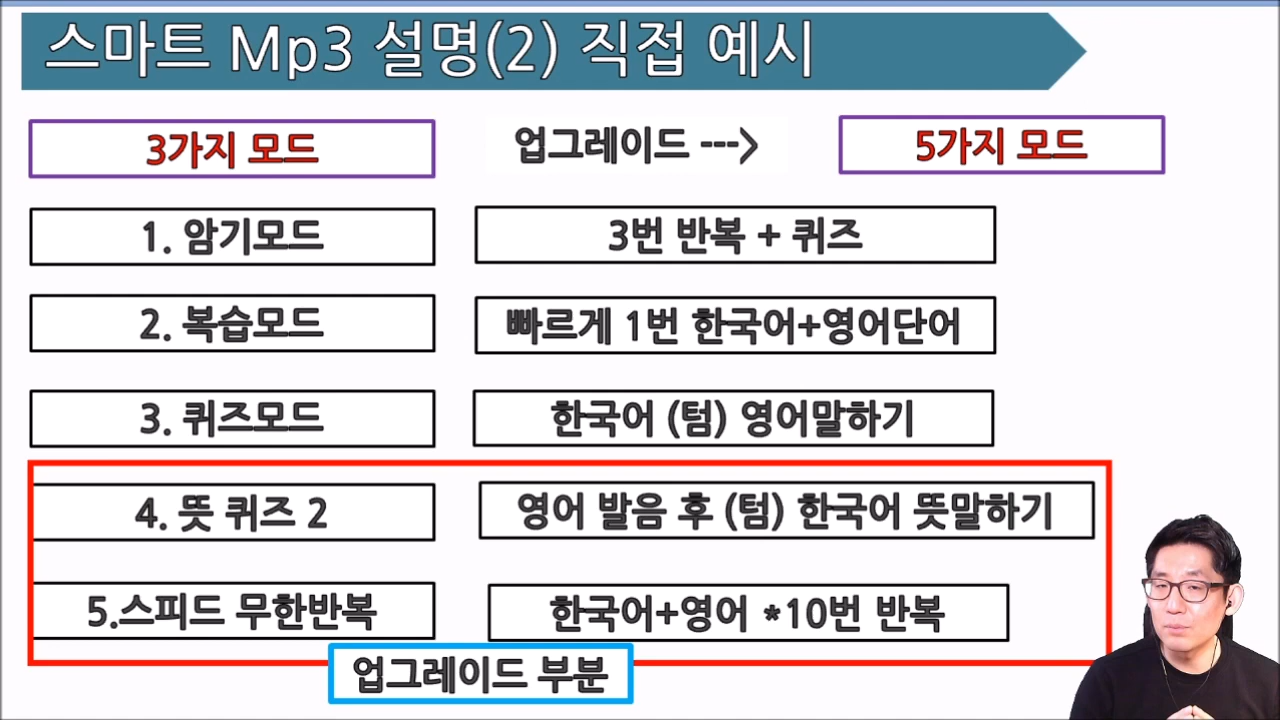 스마트 Mp3 설명(2) 직접 예시
3가지 모드 업그레이드 ---> 5가지 모드
1. 암기모드 3번 반복 + 퀴즈
2. 복습모드 빠르게 1번 한국어+영어단어
3. 퀴즈모드 한국어 (텀) 영어말하기
4. 뜻 퀴즈 2 영어 발음 후 (텀) 한국어 뜻말하기
5.스피드 무한반복 한국어+영어 *10번 반복
업그레이드 부분